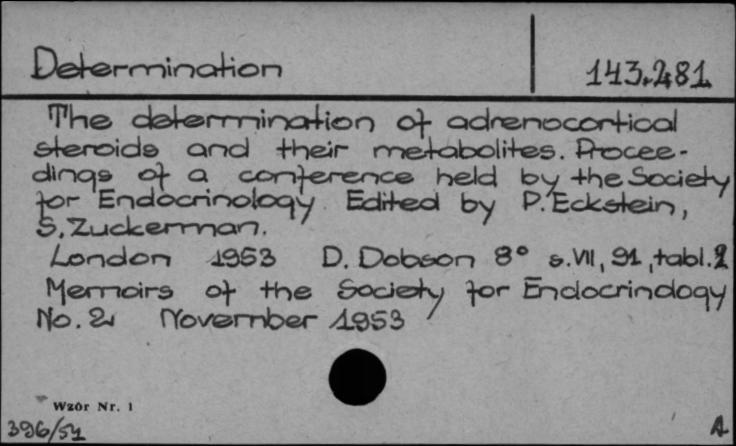 Determination 143.281
The determination of adrenocortical
steroids and their metabolites. Procee-
dings of a conference held by the Society
for Endocrinology Edited by P. Eckstein,
S. Zuckerman.
London 1953 D. Dobson 8° s. VII, 91, tabl. 2
Memoirs of the Society for Endocrinology
No. 2 November 1953
Wzór Nr. 1
396/54 A